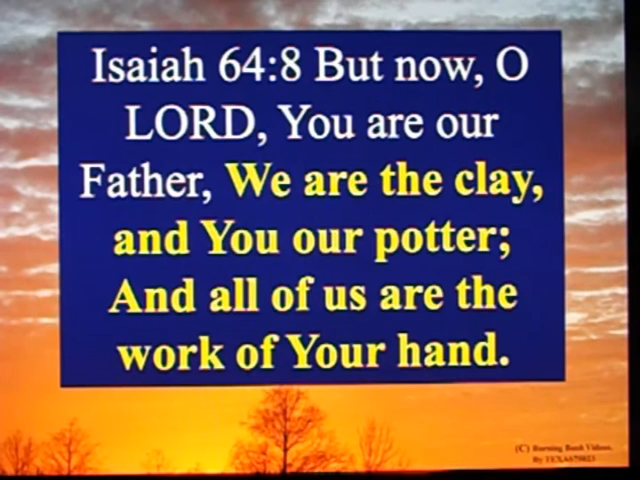 Isaiah 64:8 But now, O
LORD, You are our
Father, We are the clay,
and You our potter;
And all of us are the
work of Your hand.
(C) Burning Bush Videos.